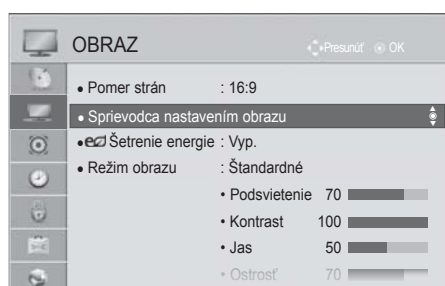 OBRAZ
Presunúť OK
• Pomer strán : 16:9
• Sprievodca nastavením obrazu
• eco Šetrenie energie : Vyp.
• Režim obrazu : Štandardné
• Podsvietenie 70
• Kontrast 100
• Jas 50
• Ostrosť 70